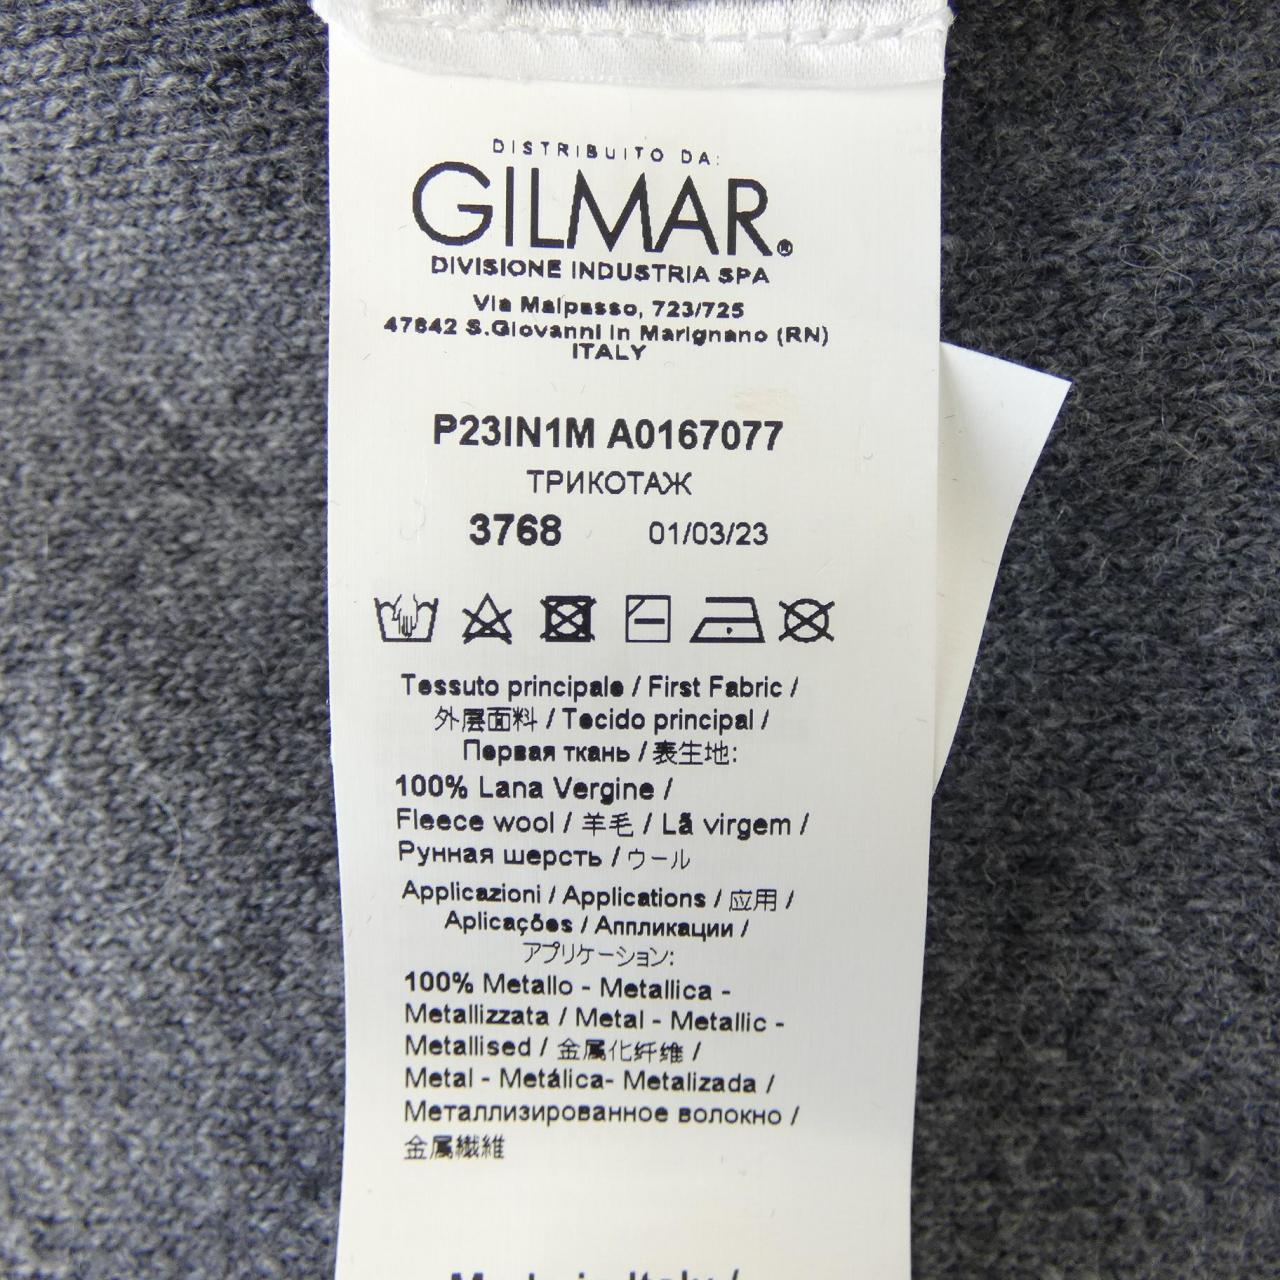 DISTRIBUITO DA:
GILMAR®
DIVISIONE INDUSTRIA SPA
Via Malpasso, 723/725
47842 S.Giovanni in Marignano (RN)
ITALY
P23IN1M A0167077
ТРИКОТАЖ
3768 01/03/23
Tessuto principale / First Fabric /
外层面料 / Tecido principal /
Первая ткань / 表生地:
100% Lana Vergine /
Fleece wool / 羊毛 / Lã virgem /
Рунная шерсть / ウール
Applicazioni / Applications / 应用 /
Aplicações / Аппликации /
アプリケーション:
100% Metallo - Metallica -
Metallizzata / Metal - Metallic -
Metallised / 金属化纤维 /
Metal - Metálica- Metalizada /
Металлизированное волокно /
金属繊維
Made in Italy /